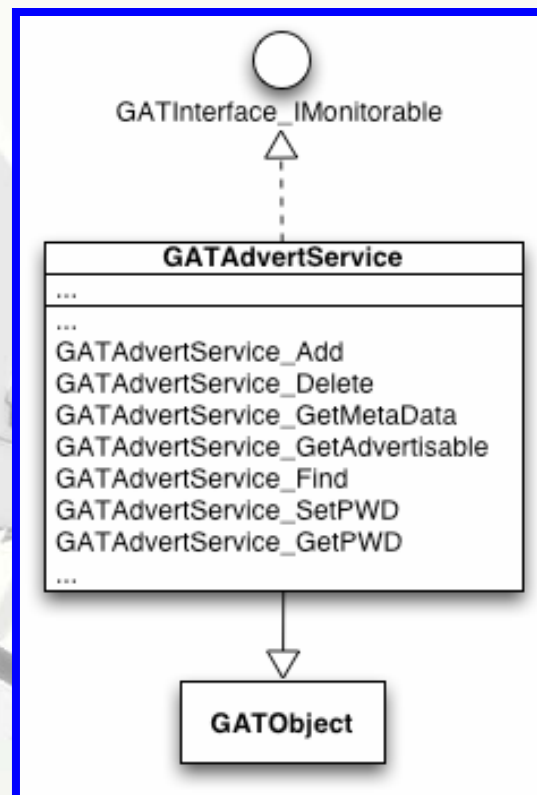 GATInterface_IMonitorable
GATAdvertService
...
...
GATAdvertService_Add
GATAdvertService_Delete
GATAdvertService_GetMetaData
GATAdvertService_GetAdvertisable
GATAdvertService_Find
GATAdvertService_SetPWD
GATAdvertService_GetPWD
...
GATObject